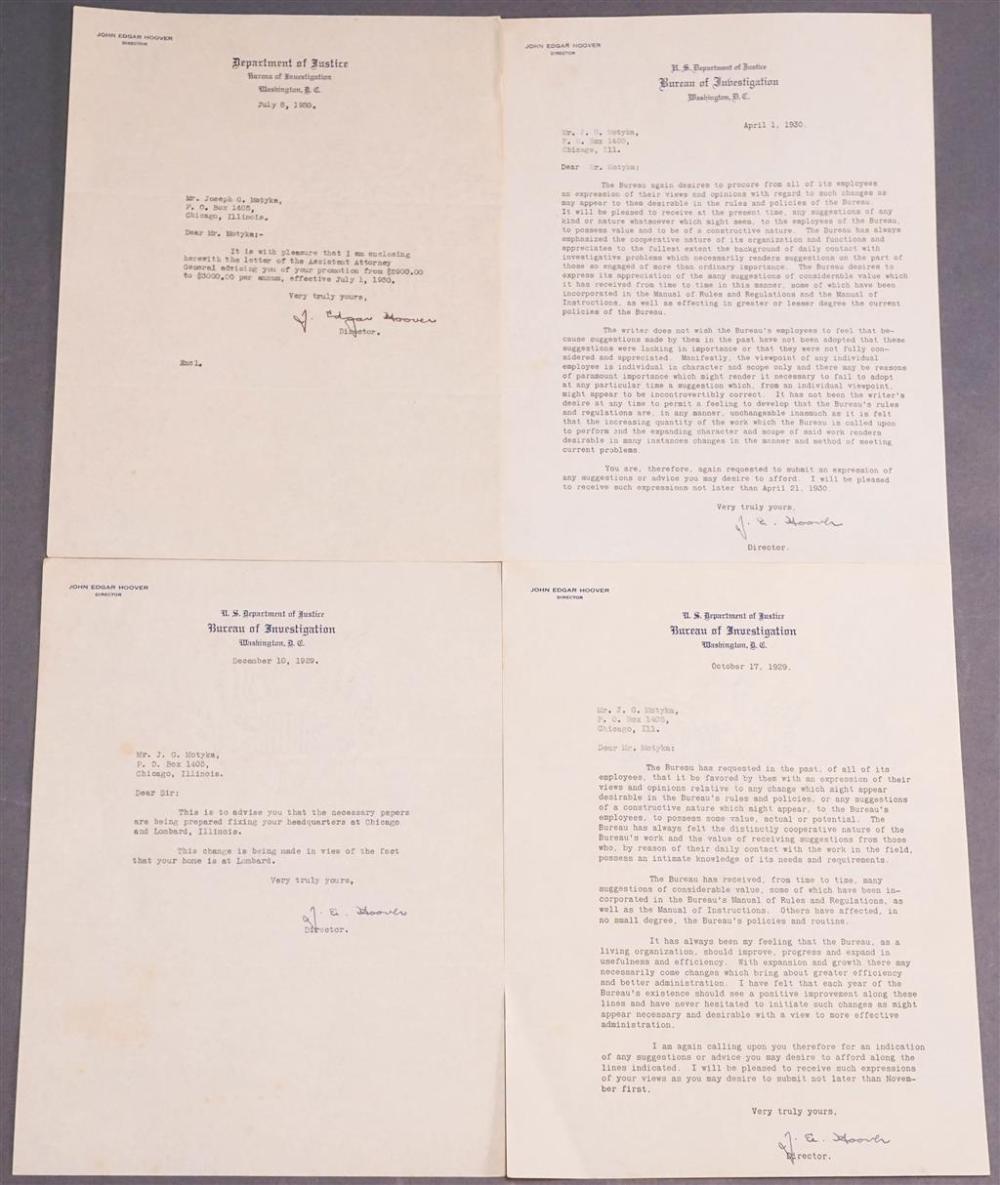 JOHN EDGAR HOOVER
DIRECTOR
Department of Justice
Bureau of Investigation
Washington, D. C.
July 8, 1930.
Mr. Joseph G. Motyka,
P. O. Box 1405,
Chicago, Illinois.
Dear Mr. Motyka:-
It is with pleasure that I am enclosing
herewith the letter of the Assistant Attorney
General advising you of your promotion from $2900.00
to $3000.00 per annum, effective July 1, 1930.
Very truly yours,
J. Edgar Hoover
Director.
Encl.
JOHN EDGAR HOOVER
DIRECTOR
U. S. Department of Justice
Bureau of Investigation
Washington, D. C.
April 1, 1930.
Mr. J. G. Motyka,
P. O. Box 1405,
Chicago, Ill.
Dear Mr. Motyka:
The Bureau again desires to procure from all of its employees
an expression of their views and opinions with regard to such changes as
may appear to them desirable in the rules and policies of the Bureau.
It will be pleased to receive at the present time, any suggestions of any
kind or nature whatsoever which might seem, to the employees of the Bureau,
to possess value and to be of a constructive nature. The Bureau has always
emphasized the cooperative nature of its organization and functions and
appreciates to the fullest extent the background of daily contact with
investigative problems which necessarily renders suggestions on the part of
those so engaged of more than ordinary importance. The Bureau desires to
express its appreciation of the many suggestions of considerable value which
it has received from time to time in this manner, some of which have been
incorporated in the Manual of Rules and Regulations and the Manual of
Instructions, as well as effecting in greater or lesser degree the current
policies of the Bureau.
The writer does not wish the Bureau's employees to feel that be-
cause suggestions made by them in the past have not been adopted that these
suggestions were lacking in importance or that they were not fully con-
sidered and appreciated. Manifestly, the viewpoint of any individual
employee is individual in character and scope only and there may be reasons
of paramount importance which might render it necessary to fail to adopt
at any particular time a suggestion which, from an individual viewpoint,
might appear to be incontrovertibly correct. It has not been the writer's
desire at any time to permit a feeling to develop that the Bureau's rules
and regulations are, in any manner, unchangeable inasmuch as it is felt
that the increasing quantity of the work which the Bureau is called upon
to perform and the expanding character and scope of said work renders
desirable in many instances changes in the manner and method of meeting
current problems.
You are, therefore, again requested to submit an expression of
any suggestions or advice you may desire to afford. I will be pleased
to receive such expressions not later than April 21, 1930.
Very truly yours,
J. E. Hoover
Director.
JOHN EDGAR HOOVER
DIRECTOR
U. S. Department of Justice
Bureau of Investigation
Washington, D. C.
December 10, 1929.
Mr. J. G. Motyka,
P. O. Box 1405,
Chicago, Illinois.
Dear Sir:
This is to advise you that the necessary papers
are being prepared fixing your headquarters at Chicago
and Lombard, Illinois.
This change is being made in view of the fact
that your home is at Lombard.
Very truly yours,
J. E. Hoover
Director.
JOHN EDGAR HOOVER
DIRECTOR
U. S. Department of Justice
Bureau of Investigation
Washington, D. C.
October 17, 1929.
Mr. J. G. Motyka,
P. O. Box 1405,
Chicago, Ill.
Dear Mr. Motyka:
The Bureau has requested in the past, of all of its
employees, that it be favored by them with an expression of their
views and opinions relative to any change which might appear
desirable in the Bureau's rules and policies, or any suggestions
of a constructive nature which might appear, to the Bureau's
employees, to possess some value, actual or potential. The
Bureau has always felt the distinctly cooperative nature of the
Bureau's work and the value of receiving suggestions from those
who, by reason of their daily contact with the work in the field,
possess an intimate knowledge of its needs and requirements.
The Bureau has received, from time to time, many
suggestions of considerable value, some of which have been in-
corporated in the Bureau's Manual of Rules and Regulations, as
well as the Manual of Instructions. Others have affected, in
no small degree, the Bureau's policies and routine.
It has always been my feeling that the Bureau, as a
living organization, should improve, progress and expand in
usefulness and efficiency. With expansion and growth there may
necessarily come changes which bring about greater efficiency
and better administration. I have felt that each year of the
Bureau's existence should see a positive improvement along these
lines and have never hesitated to initiate such changes as might
appear necessary and desirable with a view to more effective
administration.
I am again calling upon you therefore for an indication
of any suggestions or advice you may desire to afford along the
lines indicated. I will be pleased to receive such expressions
of your views as you may desire to submit not later than Novem-
ber first.
Very truly yours,
J. E. Hoover
Director.